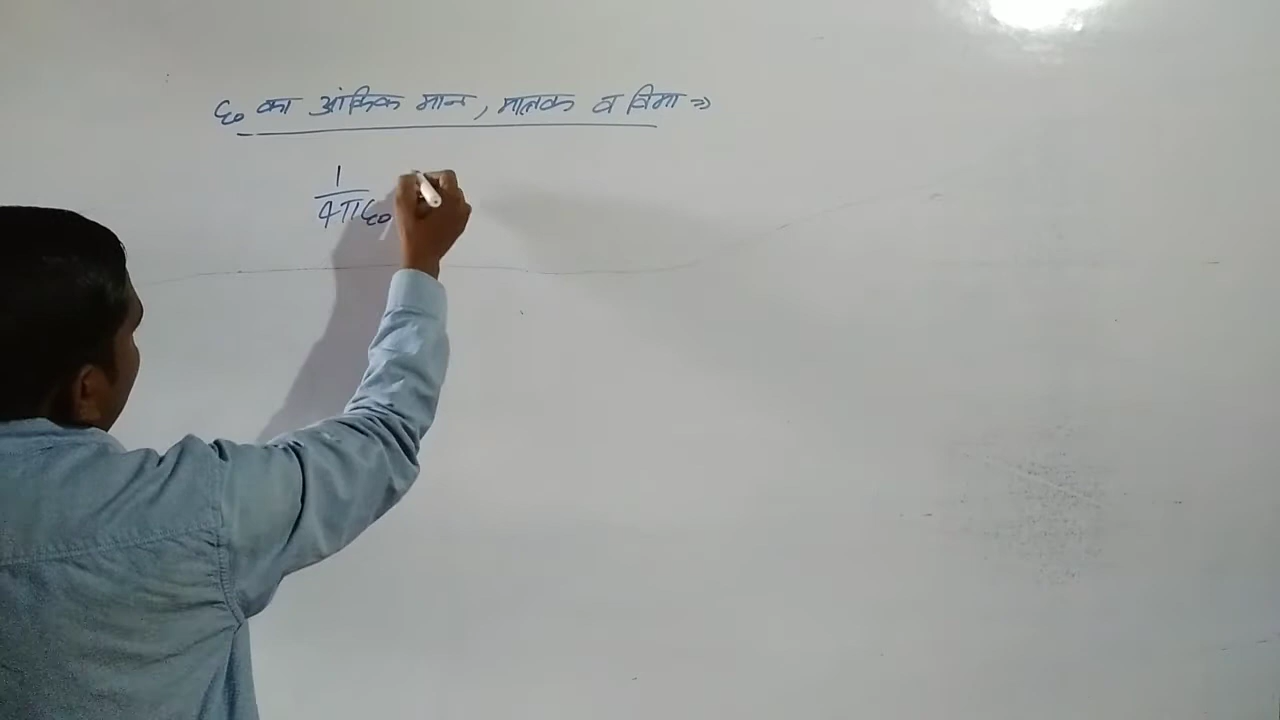 ε₀ का आंकिक मान, मात्रक व विमा ⇒
1/4πε₀